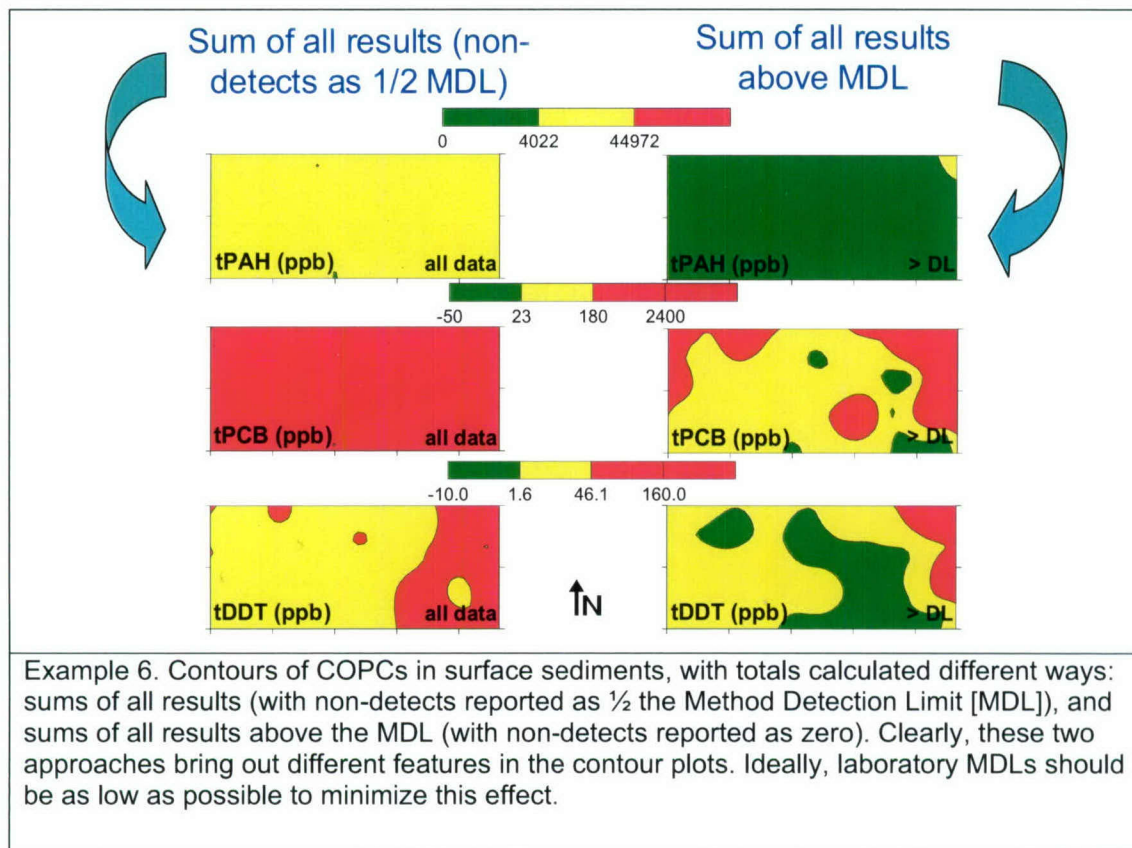 Sum of all results (non-
detects as 1/2 MDL)
Sum of all results
above MDL
0 4022 44972
tPAH (ppb) all data
tPAH (ppb) > DL
-50 23 180 2400
tPCB (ppb) all data
tPCB (ppb) > DL
-10.0 1.6 46.1 160.0
tDDT (ppb) all data
N
tDDT (ppb) > DL
Example 6. Contours of COPCs in surface sediments, with totals calculated different ways:
sums of all results (with non-detects reported as ½ the Method Detection Limit [MDL]), and
sums of all results above the MDL (with non-detects reported as zero). Clearly, these two
approaches bring out different features in the contour plots. Ideally, laboratory MDLs should
be as low as possible to minimize this effect.